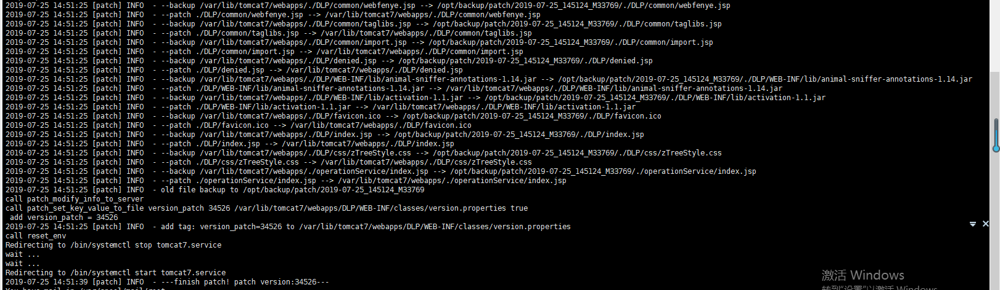 2019-07-25 14:51:25 [patch] INFO  - --backup /var/lib/tomcat7/webapps/./DLP/common/webfenye.jsp --> /opt/backup/patch/2019-07-25_145124_M33769/./DLP/common/webfenye.jsp
2019-07-25 14:51:25 [patch] INFO  - --patch ./DLP/common/webfenye.jsp --> /var/lib/tomcat7/webapps/./DLP/common/webfenye.jsp
2019-07-25 14:51:25 [patch] INFO  - --backup /var/lib/tomcat7/webapps/./DLP/common/taglibs.jsp --> /opt/backup/patch/2019-07-25_145124_M33769/./DLP/common/taglibs.jsp
2019-07-25 14:51:25 [patch] INFO  - --patch ./DLP/common/taglibs.jsp --> /var/lib/tomcat7/webapps/./DLP/common/taglibs.jsp
2019-07-25 14:51:25 [patch] INFO  - --backup /var/lib/tomcat7/webapps/./DLP/common/import.jsp --> /opt/backup/patch/2019-07-25_145124_M33769/./DLP/common/import.jsp
2019-07-25 14:51:25 [patch] INFO  - --patch ./DLP/common/import.jsp --> /var/lib/tomcat7/webapps/./DLP/common/import.jsp
2019-07-25 14:51:25 [patch] INFO  - --backup /var/lib/tomcat7/webapps/./DLP/denied.jsp --> /opt/backup/patch/2019-07-25_145124_M33769/./DLP/denied.jsp
2019-07-25 14:51:25 [patch] INFO  - --patch ./DLP/denied.jsp --> /var/lib/tomcat7/webapps/./DLP/denied.jsp
2019-07-25 14:51:25 [patch] INFO  - --backup /var/lib/tomcat7/webapps/./DLP/WEB-INF/lib/animal-sniffer-annotations-1.14.jar --> /opt/backup/patch/2019-07-25_145124_M33769/./DLP/WEB-INF/lib/animal-sniffer-annotations-1.14.jar
2019-07-25 14:51:25 [patch] INFO  - --patch ./DLP/WEB-INF/lib/animal-sniffer-annotations-1.14.jar --> /var/lib/tomcat7/webapps/./DLP/WEB-INF/lib/animal-sniffer-annotations-1.14.jar
2019-07-25 14:51:25 [patch] INFO  - --backup /var/lib/tomcat7/webapps/./DLP/WEB-INF/lib/activation-1.1.jar --> /opt/backup/patch/2019-07-25_145124_M33769/./DLP/WEB-INF/lib/activation-1.1.jar
2019-07-25 14:51:25 [patch] INFO  - --patch ./DLP/WEB-INF/lib/activation-1.1.jar --> /var/lib/tomcat7/webapps/./DLP/WEB-INF/lib/activation-1.1.jar
2019-07-25 14:51:25 [patch] INFO  - --backup /var/lib/tomcat7/webapps/./DLP/favicon.ico --> /opt/backup/patch/2019-07-25_145124_M33769/./DLP/favicon.ico
2019-07-25 14:51:25 [patch] INFO  - --patch ./DLP/favicon.ico --> /var/lib/tomcat7/webapps/./DLP/favicon.ico
2019-07-25 14:51:25 [patch] INFO  - --backup /var/lib/tomcat7/webapps/./DLP/index.jsp --> /opt/backup/patch/2019-07-25_145124_M33769/./DLP/index.jsp
2019-07-25 14:51:25 [patch] INFO  - --patch ./DLP/index.jsp --> /var/lib/tomcat7/webapps/./DLP/index.jsp
2019-07-25 14:51:25 [patch] INFO  - --backup /var/lib/tomcat7/webapps/./DLP/css/zTreeStyle.css --> /opt/backup/patch/2019-07-25_145124_M33769/./DLP/css/zTreeStyle.css
2019-07-25 14:51:25 [patch] INFO  - --patch ./DLP/css/zTreeStyle.css --> /var/lib/tomcat7/webapps/./DLP/css/zTreeStyle.css
2019-07-25 14:51:25 [patch] INFO  - --backup /var/lib/tomcat7/webapps/./operationService/index.jsp --> /opt/backup/patch/2019-07-25_145124_M33769/./operationService/index.jsp
2019-07-25 14:51:25 [patch] INFO  - --patch ./operationService/index.jsp --> /var/lib/tomcat7/webapps/./operationService/index.jsp
2019-07-25 14:51:25 [patch] INFO  - old file backup to /opt/backup/patch/2019-07-25_145124_M33769
call patch_modify_info_to_server
call patch_set_key_value_to_file version_patch 34526 /var/lib/tomcat7/webapps/DLP/WEB-INF/classes/version.properties true
 add version_patch = 34526
2019-07-25 14:51:25 [patch] INFO  - add tag: version_patch=34526 to /var/lib/tomcat7/webapps/DLP/WEB-INF/classes/version.properties
call reset_env
Redirecting to /bin/systemctl stop tomcat7.service
wait ...
wait ...
Redirecting to /bin/systemctl start tomcat7.service
2019-07-25 14:51:39 [patch] INFO  - ---finish patch! patch version:34526---
You have mail in /var/spool/mail/root
激活 Windows
转到"设置"以激活 Windows